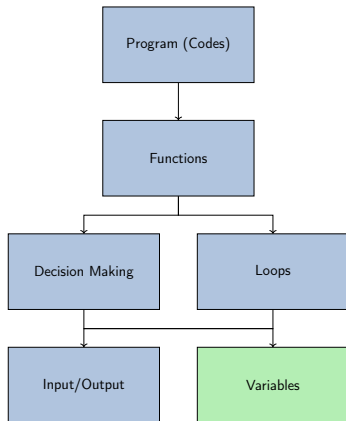 Program (Codes)
Functions
Decision Making
Loops
Input/Output
Variables